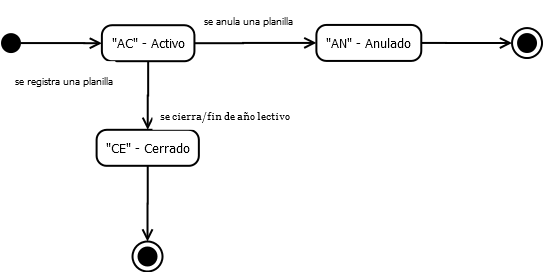 se anula una planilla
"AC" - Activo
"AN" - Anulado
se registra una planilla
se cierra/fin de año lectivo
"CE" - Cerrado